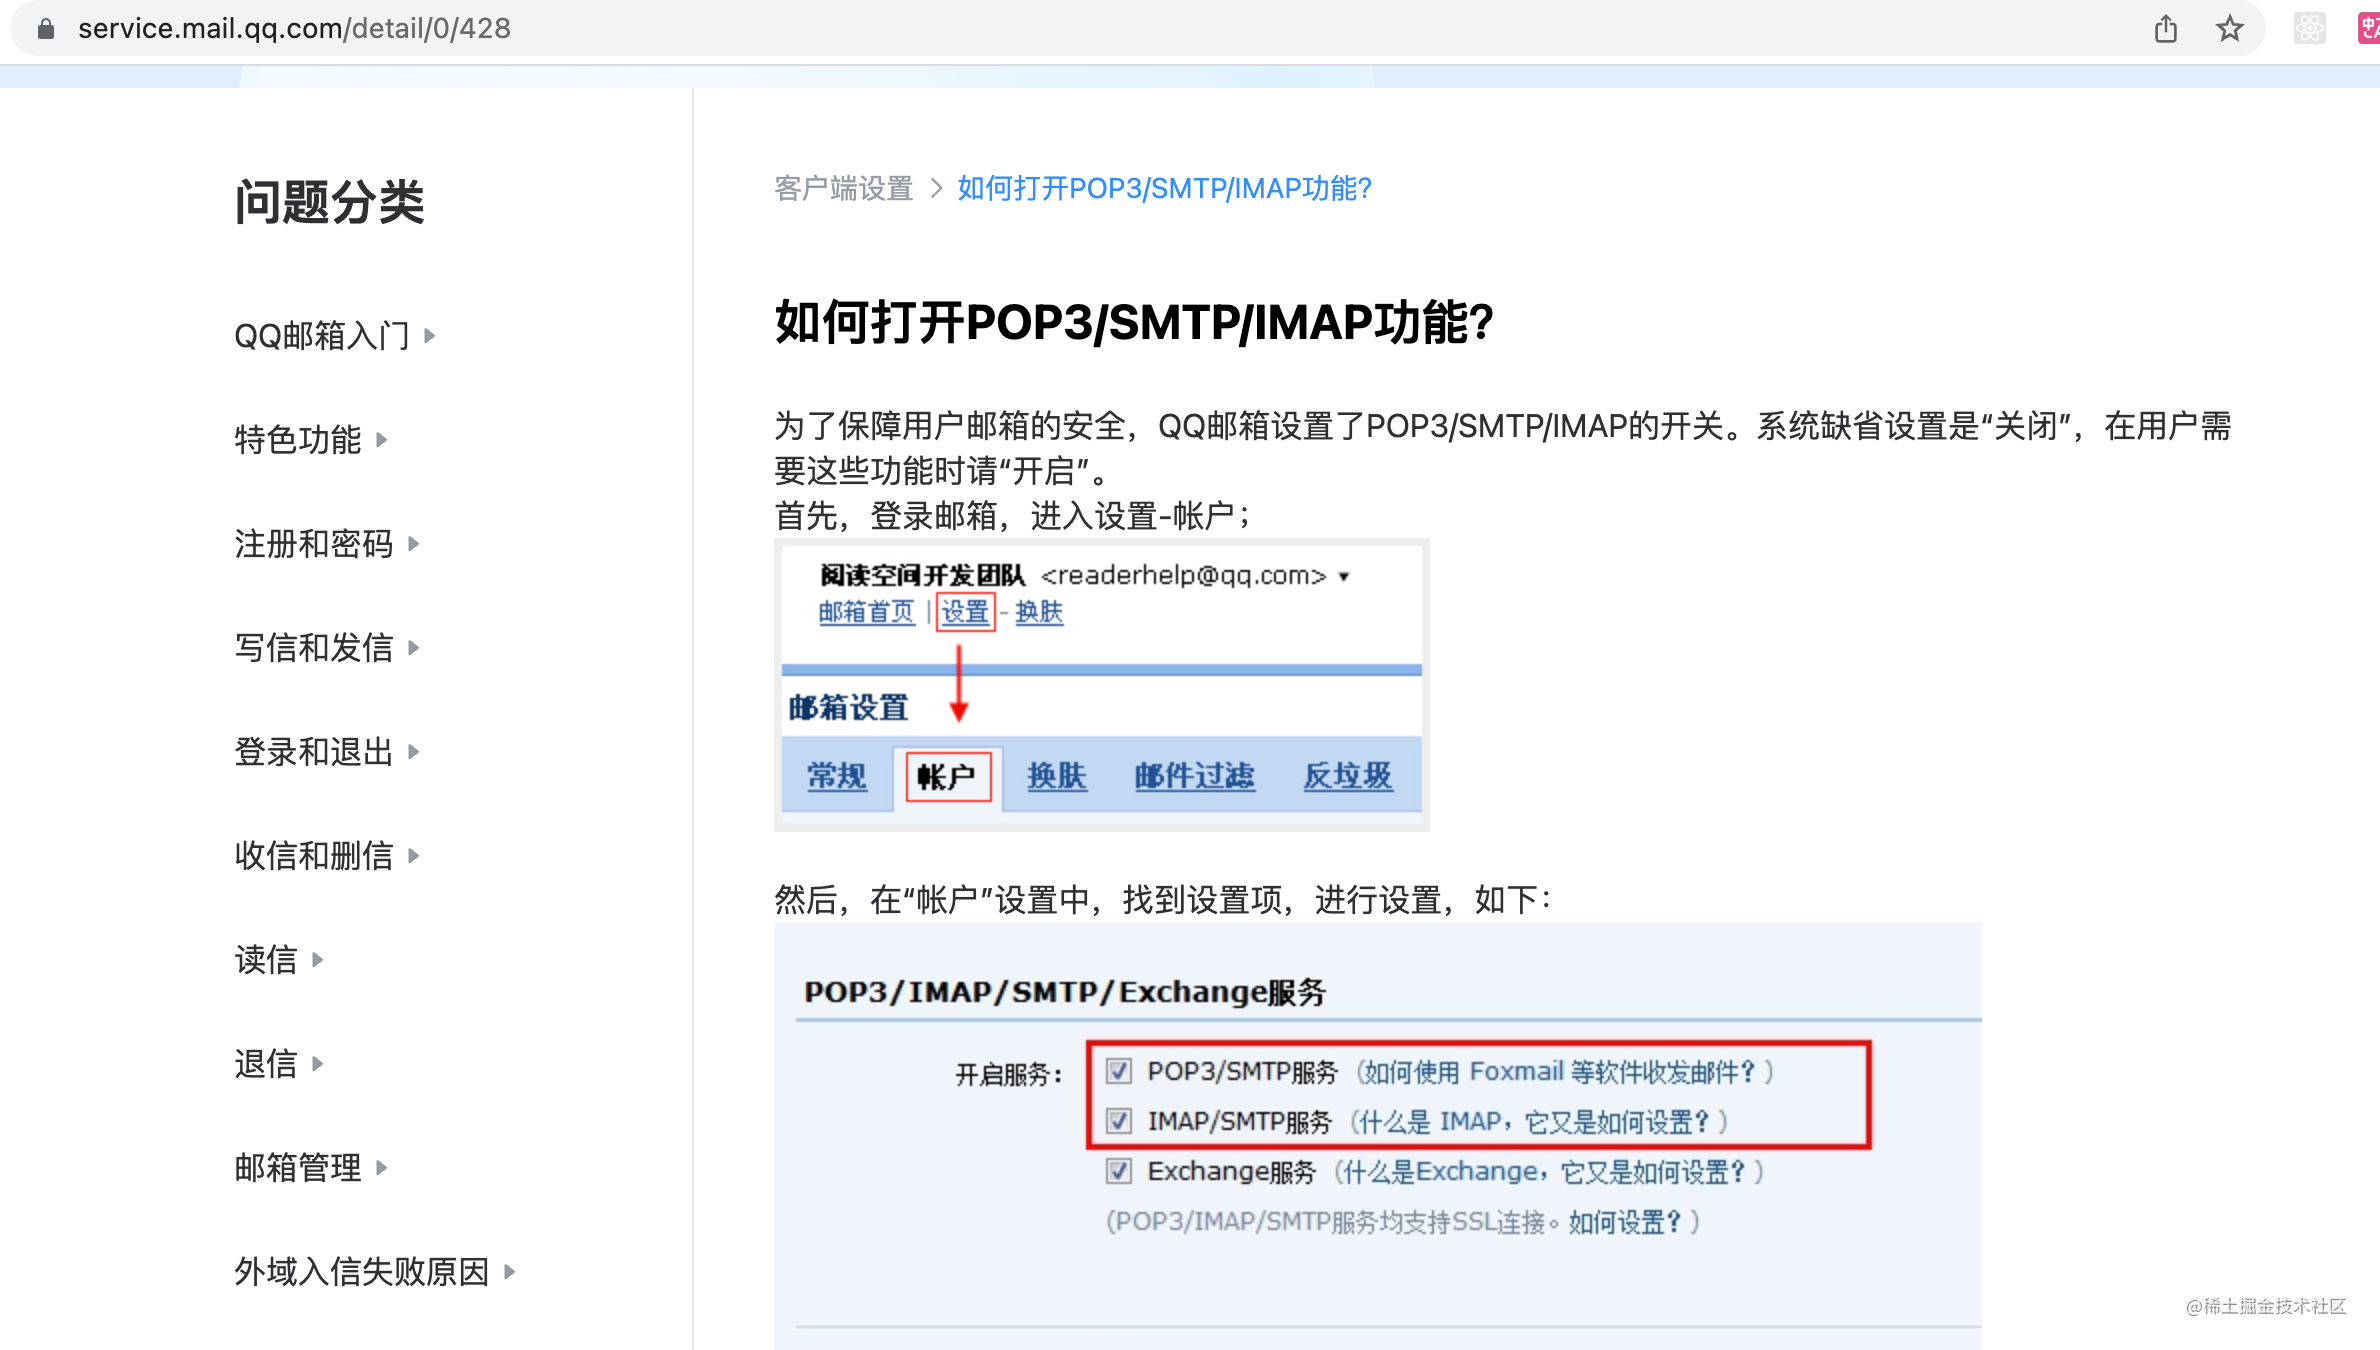 service.mail.qq.com/detail/0/428
问题分类
QQ邮箱入门
特色功能
注册和密码
写信和发信
登录和退出
收信和删信
读信
退信
邮箱管理
外域入信失败原因
客户端设置 > 如何打开POP3/SMTP/IMAP功能?
如何打开POP3/SMTP/IMAP功能?
为了保障用户邮箱的安全，QQ邮箱设置了POP3/SMTP/IMAP的开关。系统缺省设置是“关闭”，在用户需
要这些功能时请“开启”。
首先，登录邮箱，进入设置-帐户；
阅读空间开发团队 <readerhelp@qq.com>
邮箱首页 | 设置 - 换肤
邮箱设置
常规 帐户 换肤 邮件过滤 反垃圾
然后，在“帐户”设置中，找到设置项，进行设置，如下：
POP3/IMAP/SMTP/Exchange服务
开启服务： POP3/SMTP服务 （如何使用 Foxmail 等软件收发邮件？）
IMAP/SMTP服务 （什么是 IMAP，它又是如何设置？）
Exchange服务 （什么是Exchange，它又是如何设置？）
(POP3/IMAP/SMTP服务均支持SSL连接。如何设置？)
@稀土掘金技术社区